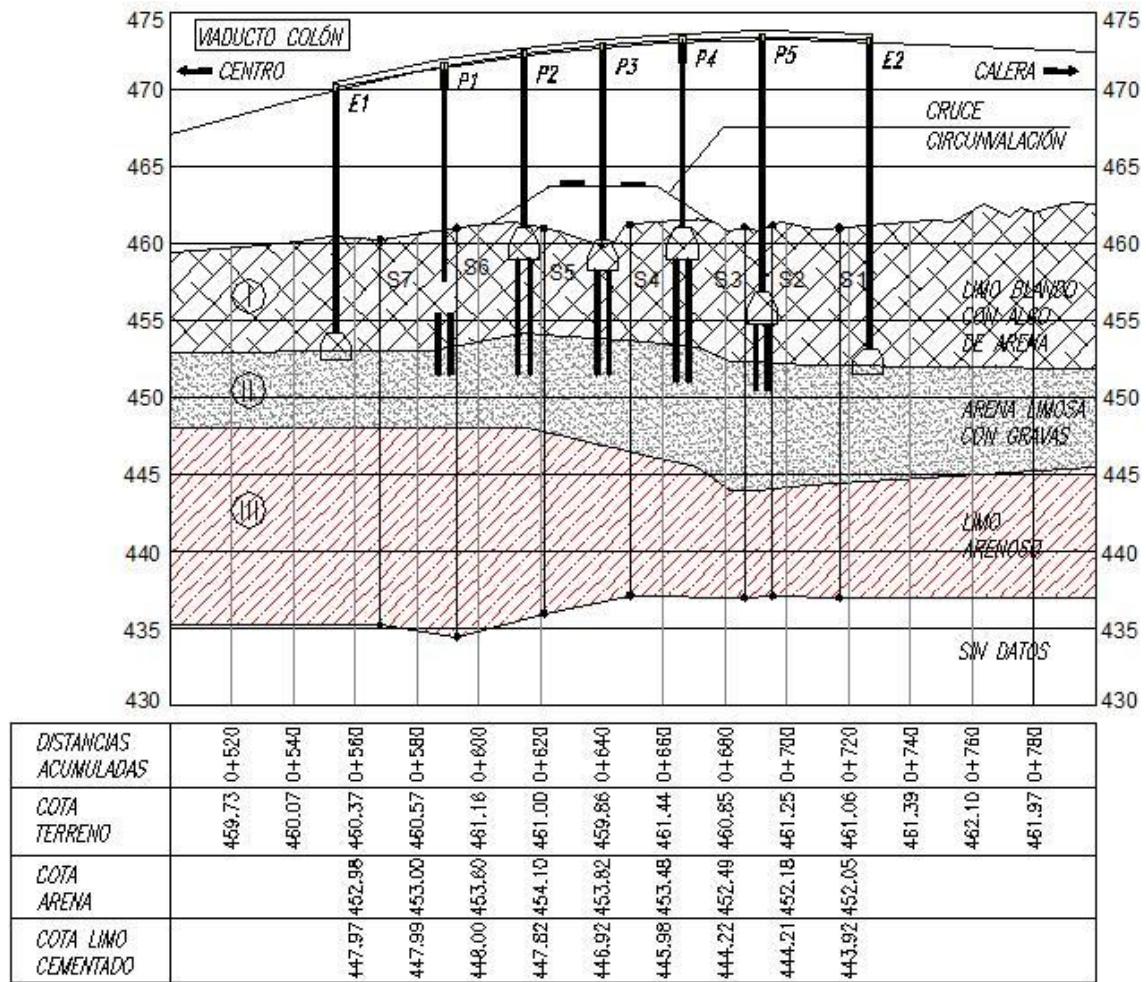 475
475
VIADUCTO COLÓN
CENTRO
CALERA
E1
P1
P2
P3
P4
P5
E2
470
470
CRUCE
CIRCUNVALACIÓN
465
465
460
460
S7
S6
S5
S4
S3
S2
S1
I
LIMO BLANDO
CON ALGO
DE ARENA
455
455
II
450
450
ARENA LIMOSA
CON GRAVAS
445
445
III
LIMO
ARENOSO
440
440
435
435
SIN DATOS
430
430
DISTANCIAS
ACUMULADAS
0+520
0+540
0+560
0+580
0+600
0+620
0+640
0+660
0+680
0+700
0+720
0+740
0+760
0+780
COTA
TERRENO
459.73
460.07
460.37
460.57
461.16
461.00
459.86
461.44
460.85
461.25
461.06
461.39
462.10
461.97
COTA
ARENA
452.98
453.00
453.60
454.10
453.82
453.48
452.49
452.18
452.05
COTA LIMO
CEMENTADO
447.97
447.99
448.00
447.82
446.92
445.98
444.22
444.21
443.92